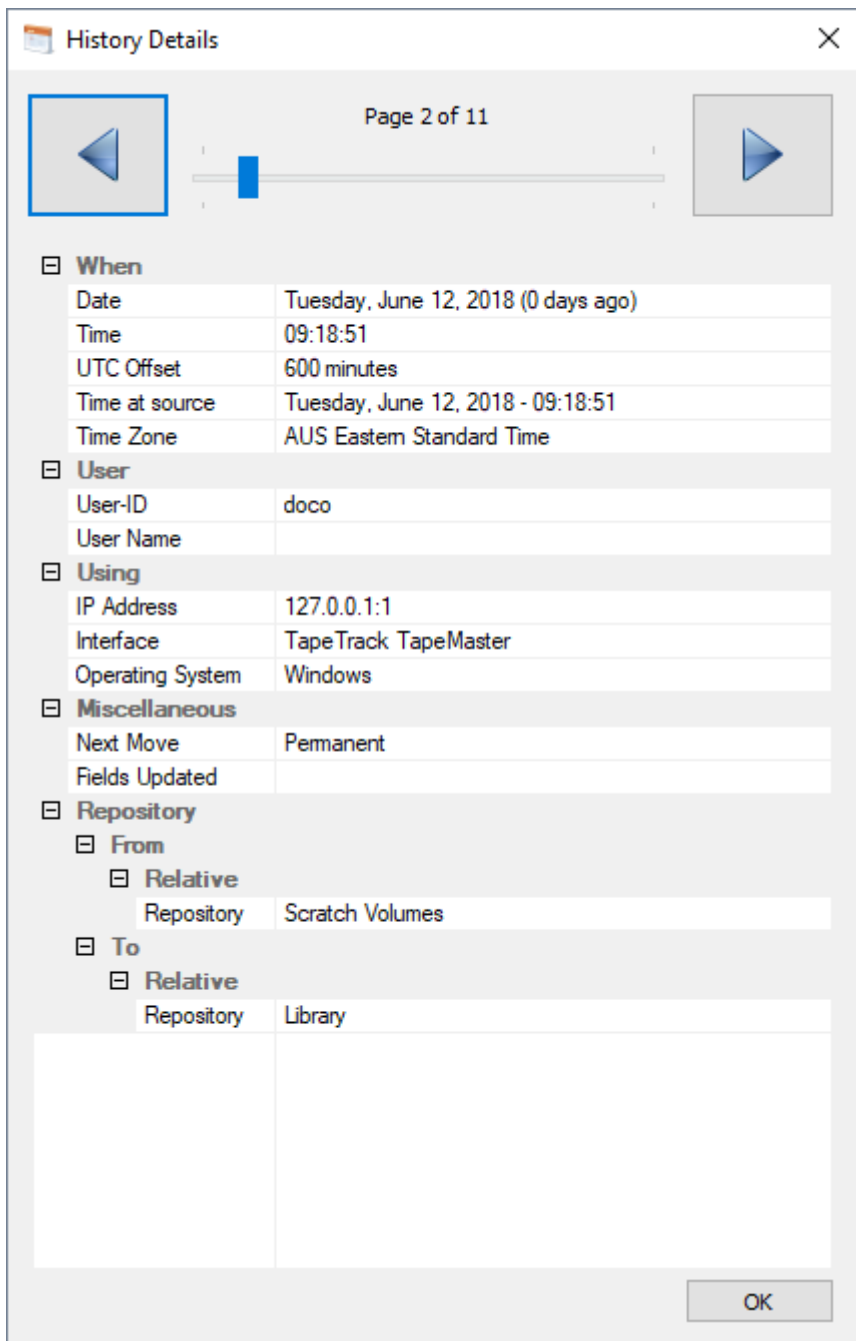 History Details
Page 2 of 11
When
Date Tuesday, June 12, 2018 (0 days ago)
Time 09:18:51
UTC Offset 600 minutes
Time at source Tuesday, June 12, 2018 - 09:18:51
Time Zone AUS Eastern Standard Time
User
User-ID doco
User Name
Using
IP Address 127.0.0.1:1
Interface TapeTrack TapeMaster
Operating System Windows
Miscellaneous
Next Move Permanent
Fields Updated
Repository
From
Relative
Repository Scratch Volumes
To
Relative
Repository Library
OK